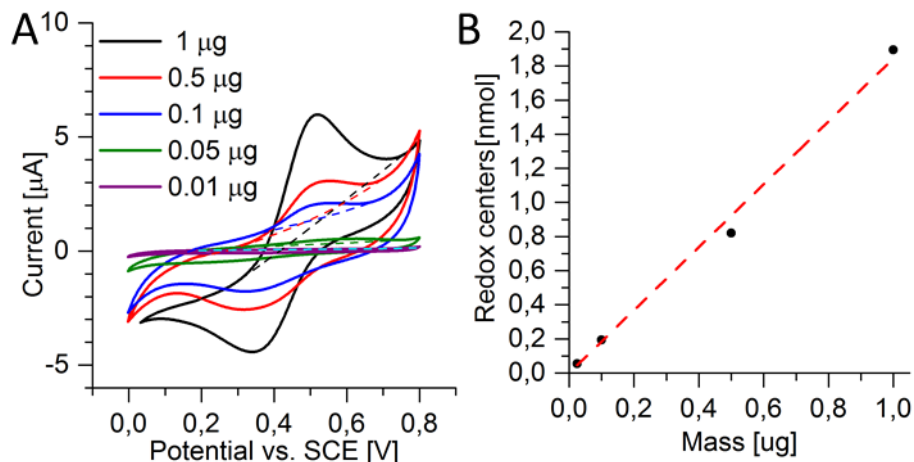 A
10
5
0
-5
Current [μA]
1 μg
0.5 μg
0.1 μg
0.05 μg
0.01 μg
0,0 0,2 0,4 0,6 0,8
Potential vs. SCE [V]
B
2,0
1,8
1,6
1,4
1,2
1,0
0,8
0,6
0,4
0,2
0,0
Redox centers[nmol]
0,0 0,2 0,4 0,6 0,8 1,0
Mass [ug]